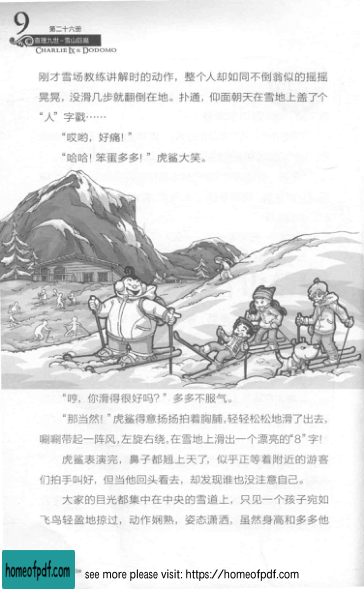 9
第二十六册
查理九世·雪山巨魔
CHARLIE IX & DODOMO
刚才雪场教练讲解时的动作，整个人却如同不倒翁似的摇摇
晃晃，没滑几步就翻倒在地。扑通，仰面朝天在雪地上盖了个
“人”字戳……
“哎哟，好痛！”
“哈哈！笨蛋多多！”虎鲨大笑。
“哼，你滑得很好吗？”多多不服气。
“那当然！”虎鲨得意扬扬拍着胸脯，轻轻松松地滑了出去，
唰唰带起一阵风，左旋右绕，在雪地上滑出一个漂亮的“8”字！
虎鲨表演完，鼻子都翘上天了，似乎正等着附近的游客
们拍手叫好，但当他回头看去，却发现谁也没注意自己。
大家的目光都集中在中央的雪道上，只见一个孩子宛如
飞鸟轻盈地掠过，动作娴熟，姿态潇洒，虽然身高和多多他
homeofpdf.com
see more please visit: https://homeofpdf.com